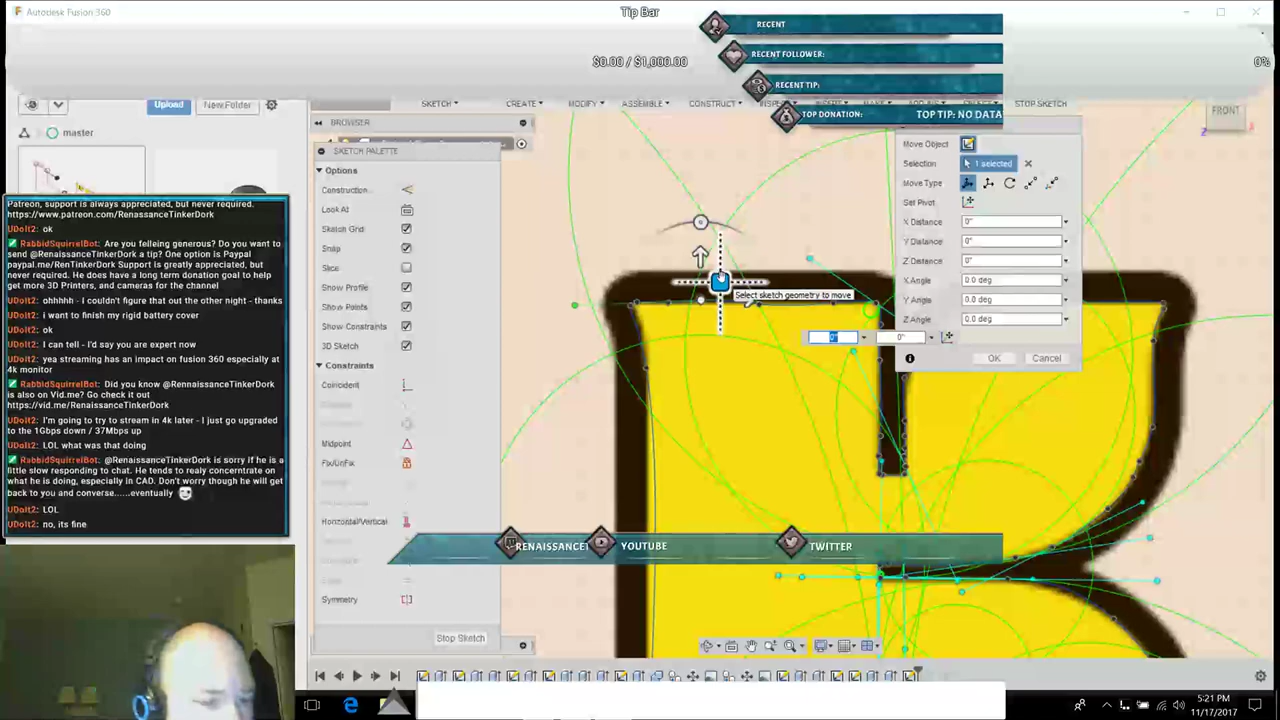 Autodesk Fusion 360
Tip Bar
$0.00 / $1,000.00
0%
RECENT
RECENT FOLLOWER:
RECENT TIP:
TOP DONATION:
TOP TIP: NO DATA
SKETCH
CREATE
MODIFY
ASSEMBLE
CONSTRUCT
STOP SKETCH
Upload
New Folder
master
BROWSER
FRONT
SKETCH PALETTE
Options
Construction
Look At
Sketch Grid
Snap
Slice
Show Profile
Show Points
Show Constraints
3D Sketch
Constraints
Coincident
Midpoint
Fix/UnFix
Horizontal/Vertical
Symmetry
Stop Sketch
Move Object
Selection
1 selected
Move Type
Set Pivot
X Distance 0"
Y Distance 0"
Z Distance 0"
X Angle 0.0 deg
Y Angle 0.0 deg
Z Angle 0.0 deg
OK
Cancel
Select sketch geometry to move
0"
0"
Patreon, support is always appreciated, but never required.
https://www.patreon.com/RenaissanceTinkerDork
UDoIt2: ok
RabbidSquirrelBot: Are you felleing generous? Do you want to
send @RenaissanceTinkerDork a tip? One option is Paypal
paypal.me/RenTinkerDork Support is greatly appreciated, but
never required. He does have a long term donation goal to help
get more 3D Printers, and cameras for the channel
UDoIt2: ohhhhh - I couldn't figure that out the other night - thanks
UDoIt2: i want to finish my rigid battery cover
UDoIt2: ok
UDoIt2: I can tell - I'd say you are expert now
UDoIt2: yea streaming has an impact on fusion 360 especially at
4k monitor
RabbidSquirrelBot: Did you know @RennaissanceTinkerDork
is also on Vid.me? Go check it out
https://vid.me/RenaissanceTinkerDork
UDoIt2: I'm going to try to stream in 4k later - I just go upgraded
to the 1Gbps down / 37Mbps up
UDoIt2: LOL what was that doing
RabbidSquirrelBot: @RenaissanceTinkerDork is sorry if he is a
little slow responding to chat. He tends to realy concerntrate on
what he is doing, especially in CAD. Don't worry though he will get
back to you and converse......eventually
UDoIt2: LOL
UDoIt2: no, its fine
RENAISSANCET
YOUTUBE
TWITTER
5:21 PM
11/17/2017